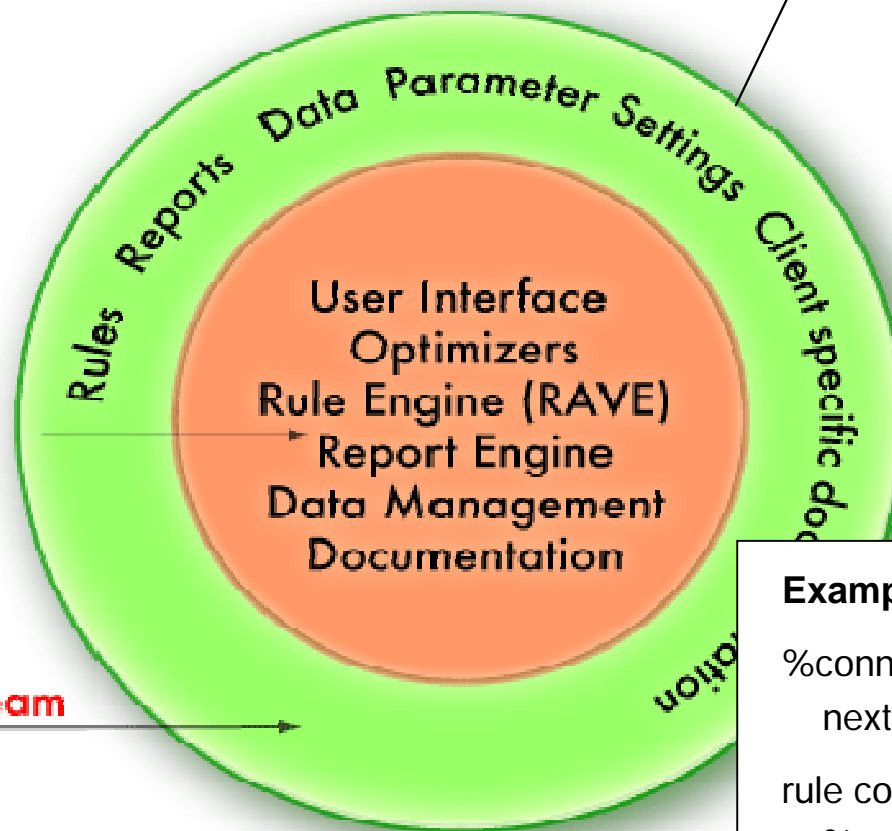 Rules Reports Data Parameter Settings Client specific doc
ation
User Interface
Optimizers
Rule Engine (RAVE)
Report Engine
Data Management
Documentation
am
Examp
%conn
next
rule co